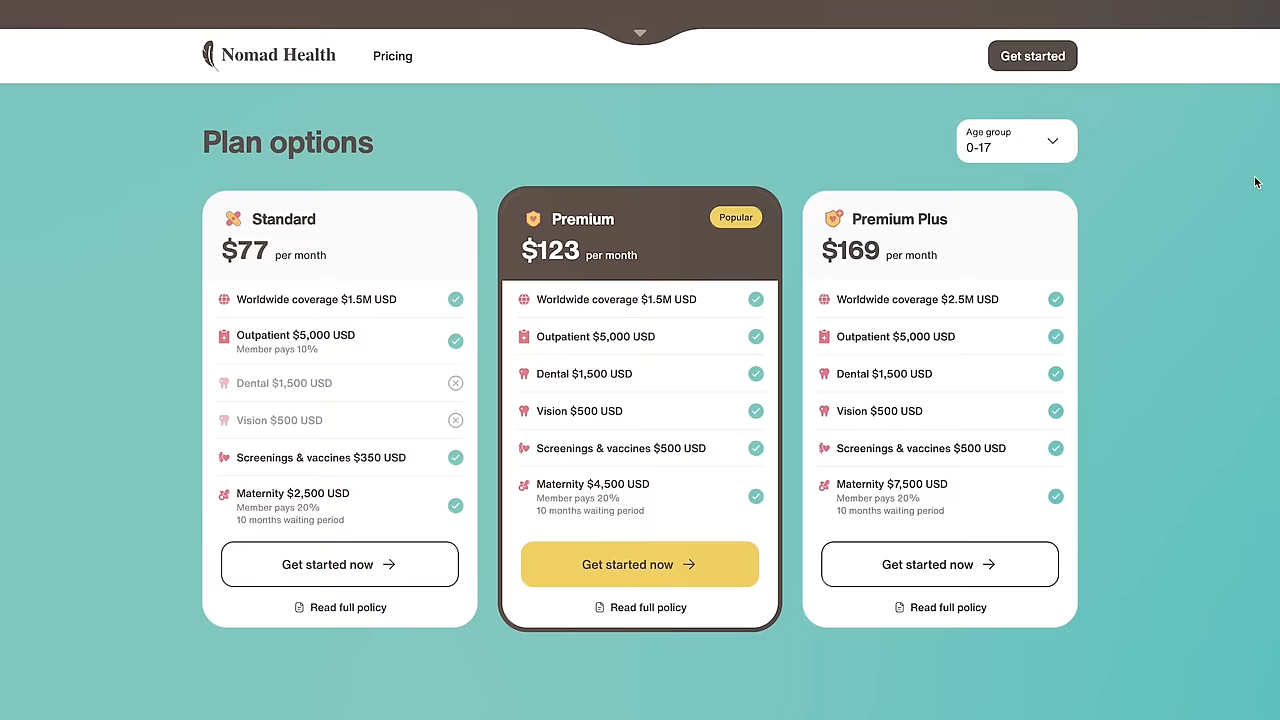 Nomad Health
Pricing
Get started
Plan options
Age group
0-17
Standard
$77 per month
Worldwide coverage $1.5M USD
Outpatient $5,000 USD
Member pays 10%
Dental $1,500 USD
Vision $500 USD
Screenings & vaccines $350 USD
Maternity $2,500 USD
Member pays 20%
10 months waiting period
Get started now
Read full policy
Premium
Popular
$123 per month
Worldwide coverage $1.5M USD
Outpatient $5,000 USD
Dental $1,500 USD
Vision $500 USD
Screenings & vaccines $500 USD
Maternity $4,500 USD
Member pays 20%
10 months waiting period
Get started now
Read full policy
Premium Plus
$169 per month
Worldwide coverage $2.5M USD
Outpatient $5,000 USD
Dental $1,500 USD
Vision $500 USD
Screenings & vaccines $500 USD
Maternity $7,500 USD
Member pays 20%
10 months waiting period
Get started now
Read full policy